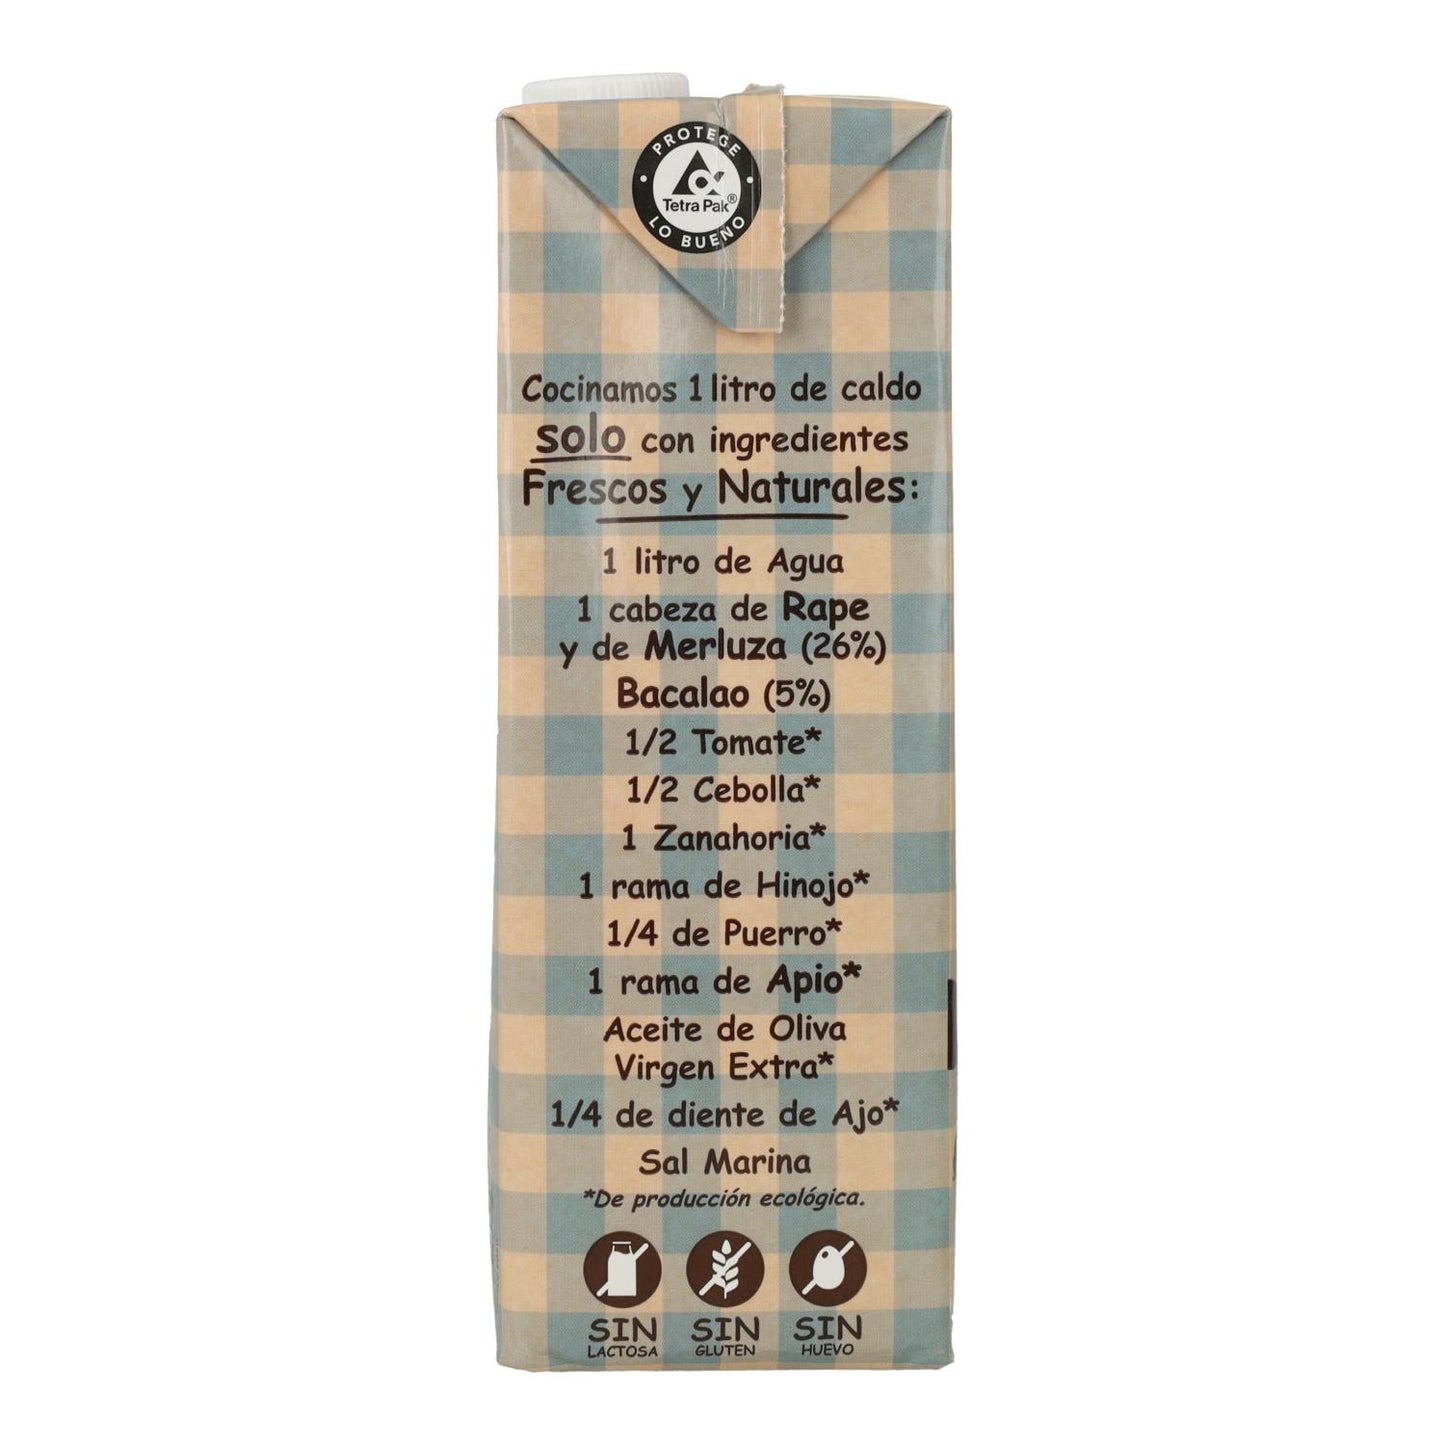 PROTEGE
Tetra Pak®
LO BUENO
Cocinamos 1 litro de caldo
solo con ingredientes
Frescos y Naturales:
1 litro de Agua
1 cabeza de Rape
y de Merluza (26%)
Bacalao (5%)
1/2 Tomate*
1/2 Cebolla*
1 Zanahoria*
1 rama de Hinojo*
1/4 de Puerro*
1 rama de Apio*
Aceite de Oliva
Virgen Extra*
1/4 de diente de Ajo*
Sal Marina
*De producción ecológica.
SIN
LACTOSA
SIN
GLUTEN
SIN
HUEVO